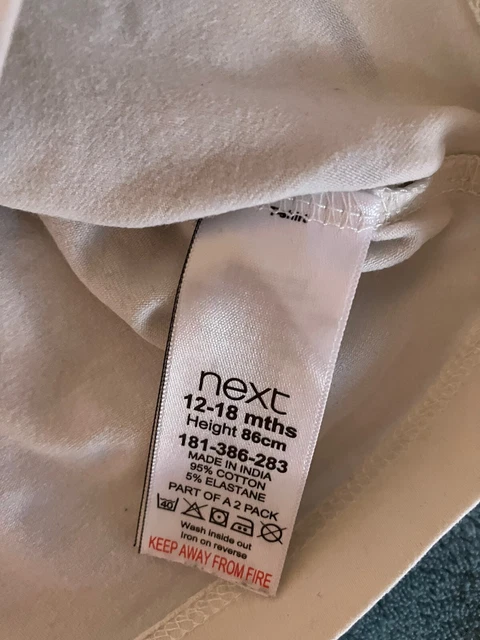 next
12-18 mths
Height 86cm
181-386-283
MADE IN INDIA
95% COTTON
5% ELASTANE
PART OF A 2 PACK
40
Wash inside out
Iron on reverse
KEEP AWAY FROM FIRE